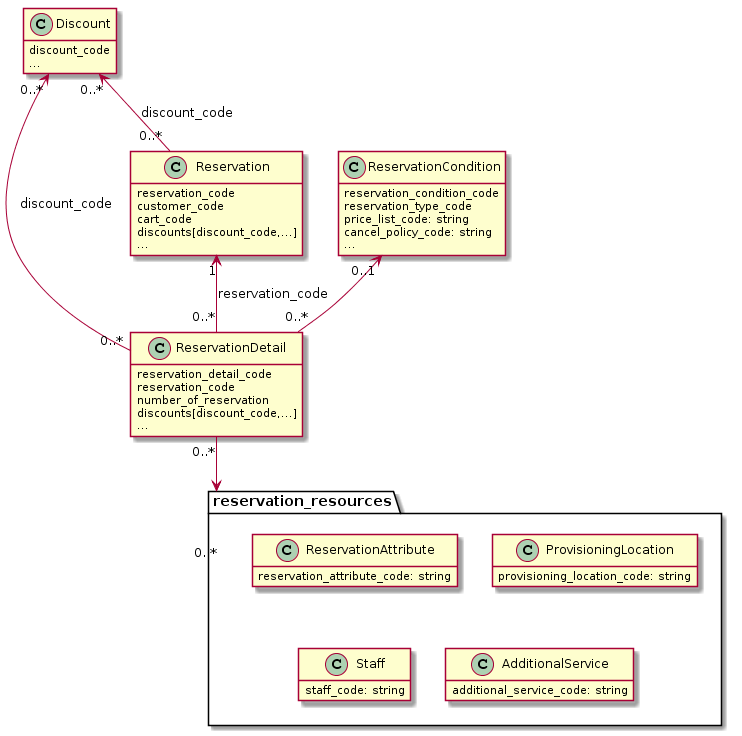 C Discount
discount_code
...
0..*
0..*
discount_code
0..*
C Reservation
reservation_code
customer_code
cart_code
discounts[discount_code,...]
...
C ReservationCondition
reservation_condition_code
reservation_type_code
price_list_code: string
cancel_policy_code: string
...
discount_code
1
0..1
reservation_code
0..*
0..*
0..*
C ReservationDetail
reservation_detail_code
reservation_code
number_of_reservation
discounts[discount_code,...]
...
0..*
reservation_resources
0..*
C ReservationAttribute
reservation_attribute_code: string
C ProvisioningLocation
provisioning_location_code: string
C Staff
staff_code: string
C AdditionalService
additional_service_code: string